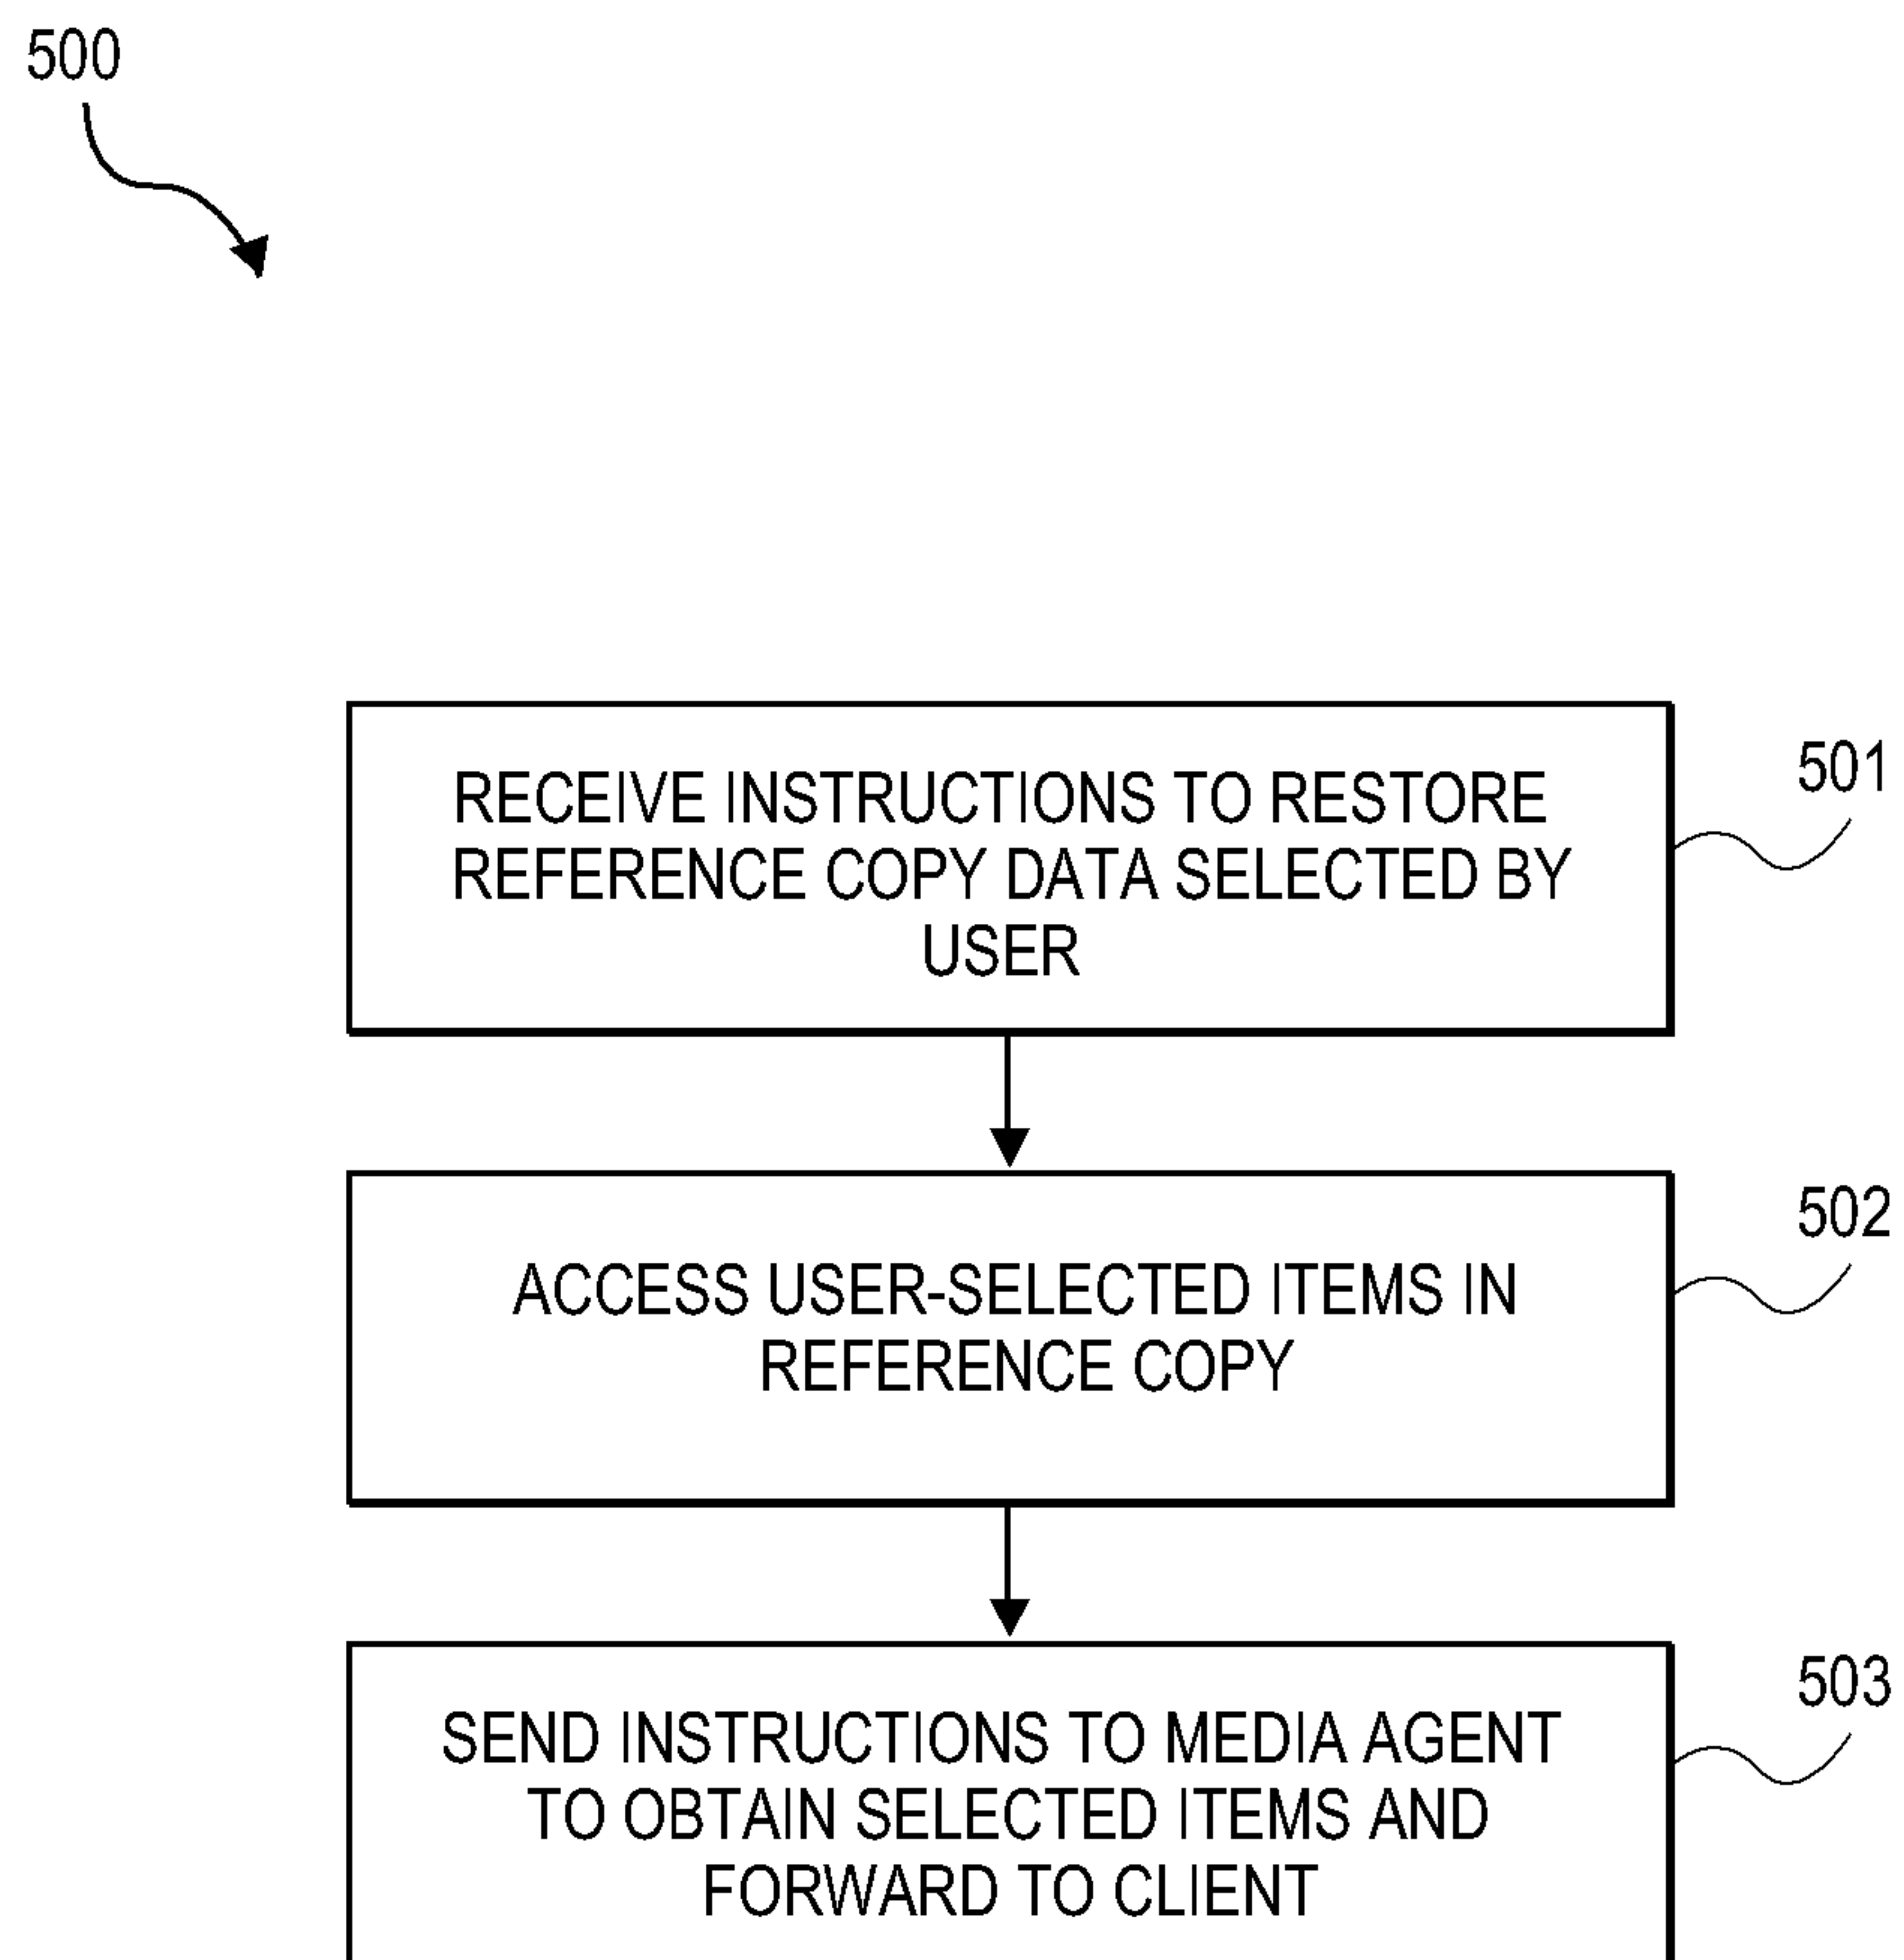 500
RECEIVE INSTRUCTIONS TO RESTORE
REFERENCE COPY DATA SELECTED BY
USER
501
ACCESS USER-SELECTED ITEMS IN
REFERENCE COPY
502
SEND INSTRUCTIONS TO MEDIA AGENT
TO OBTAIN SELECTED ITEMS AND
FORWARD TO CLIENT
503